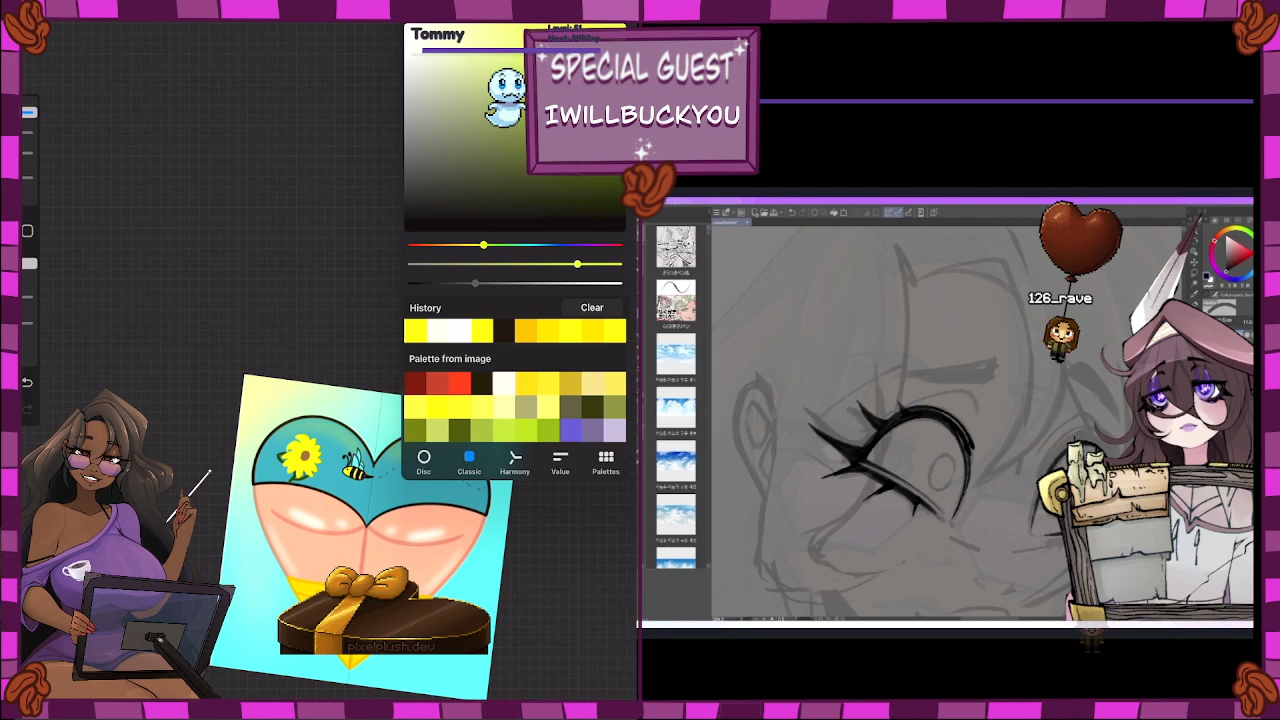 Tommy
SPECIAL GUEST
IWILLBUCKYOU
History
Clear
Palette from image
Disc
Classic
Harmony
Value
Palettes
126_rave
pixelplush.dev